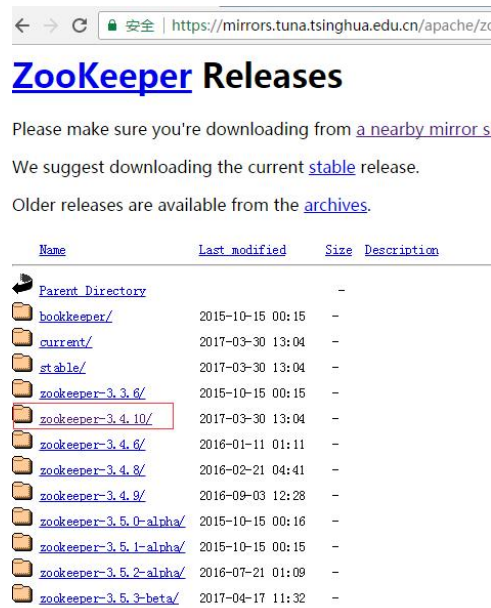 安全 | https://mirrors.tuna.tsinghua.edu.cn/apache/zo
ZooKeeper Releases
Please make sure you're downloading from a nearby mirror s
We suggest downloading the current stable release.
Older releases are available from the archives.
Name Last modified Size Description
Parent Directory -
bookkeeper/ 2015-10-15 00:15 -
current/ 2017-03-30 13:04 -
stable/ 2017-03-30 13:04 -
zookeeper-3.3.6/ 2015-10-15 00:15 -
zookeeper-3.4.10/ 2017-03-30 13:04 -
zookeeper-3.4.6/ 2016-01-11 01:11 -
zookeeper-3.4.8/ 2016-02-21 04:41 -
zookeeper-3.4.9/ 2016-09-03 12:28 -
zookeeper-3.5.0-alpha/ 2015-10-15 00:16 -
zookeeper-3.5.1-alpha/ 2015-10-15 00:15 -
zookeeper-3.5.2-alpha/ 2016-07-21 01:09 -
zookeeper-3.5.3-beta/ 2017-04-17 11:32 -